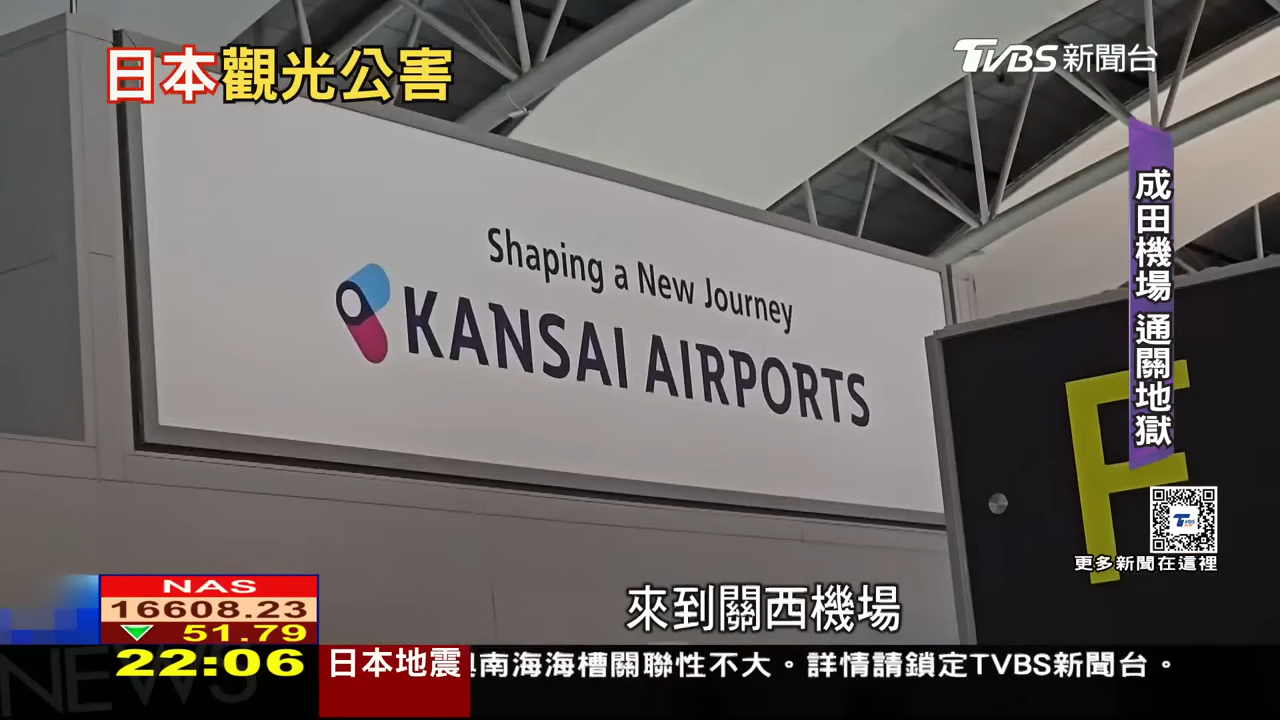 日本觀光公害
TVBS新聞台
成田機場 通關地獄
Shaping a New Journey
KANSAI AIRPORTS
F
TVBS
更多新聞在這裡
來到關西機場
NAS
16608.23
51.79
22:06
NEWS
日本地震
南海海槽關聯性不大。詳情請鎖定TVBS新聞台。